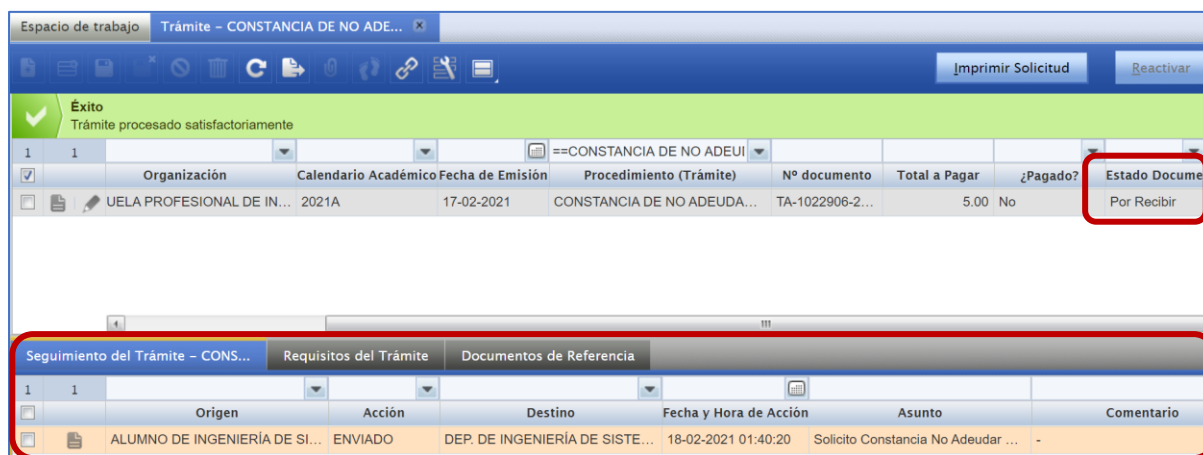 Espacio de trabajo Trámite – CONSTANCIA DE NO ADE...
Imprimir Solicitud Reactivar
Éxito
Trámite procesado satisfactoriamente
1 1 ==CONSTANCIA DE NO ADEUI
Organización Calendario Académico Fecha de Emisión Procedimiento (Trámite) Nº documento Total a Pagar ¿Pagado? Estado Docume
UELA PROFESIONAL DE IN... 2021A 17-02-2021 CONSTANCIA DE NO ADEUDA... TA-1022906-2... 5.00 No Por Recibir
Seguimiento del Trámite – CONS... Requisitos del Trámite Documentos de Referencia
1 1
Origen Acción Destino Fecha y Hora de Acción Asunto Comentario
ALUMNO DE INGENIERÍA DE SI... ENVIADO DEP. DE INGENIERÍA DE SISTE... 18-02-2021 01:40:20 Solicito Constancia No Adeudar ... -